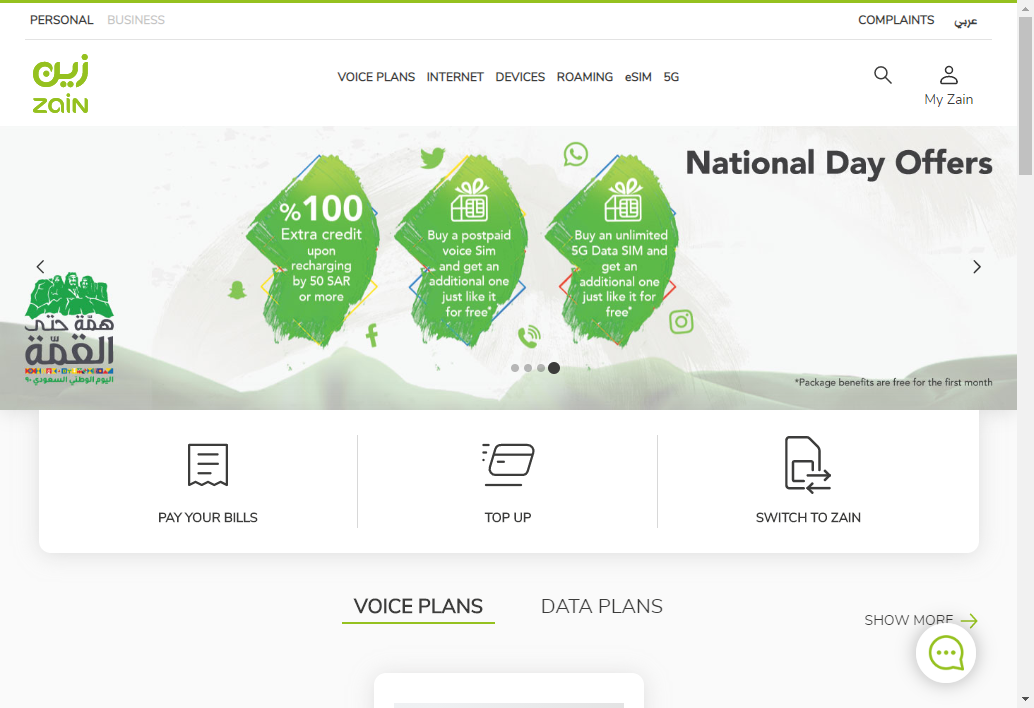 PERSONAL BUSINESS
COMPLAINTS عربي
زين
zain
VOICE PLANS INTERNET DEVICES ROAMING eSIM 5G
My Zain
National Day Offers
%100
Extra credit
upon
recharging
by 50 SAR
or more
Buy a postpaid
voice Sim
and get an
additional one
just like it
for free*
Buy an unlimited
5G Data SIM and
get an
additional one
just like it for
free*
همّة حتى
القمّة
اليوم الوطني السعودي ٩٠
*Package benefits are free for the first month
PAY YOUR BILLS
TOP UP
SWITCH TO ZAIN
VOICE PLANS
DATA PLANS
SHOW MORE